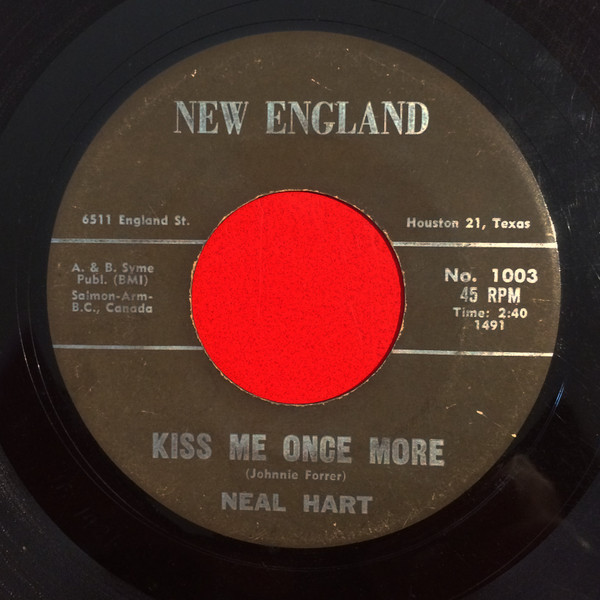 NEW ENGLAND
6511 England St.
Houston 21, Texas
A. & B. Syme
Publ. (BMI)
Salmon-Arm-
B.C., Canada
No. 1003
45 RPM
Time: 2:40
1491
KISS ME ONCE MORE
(Johnnie Forrer)
NEAL HART